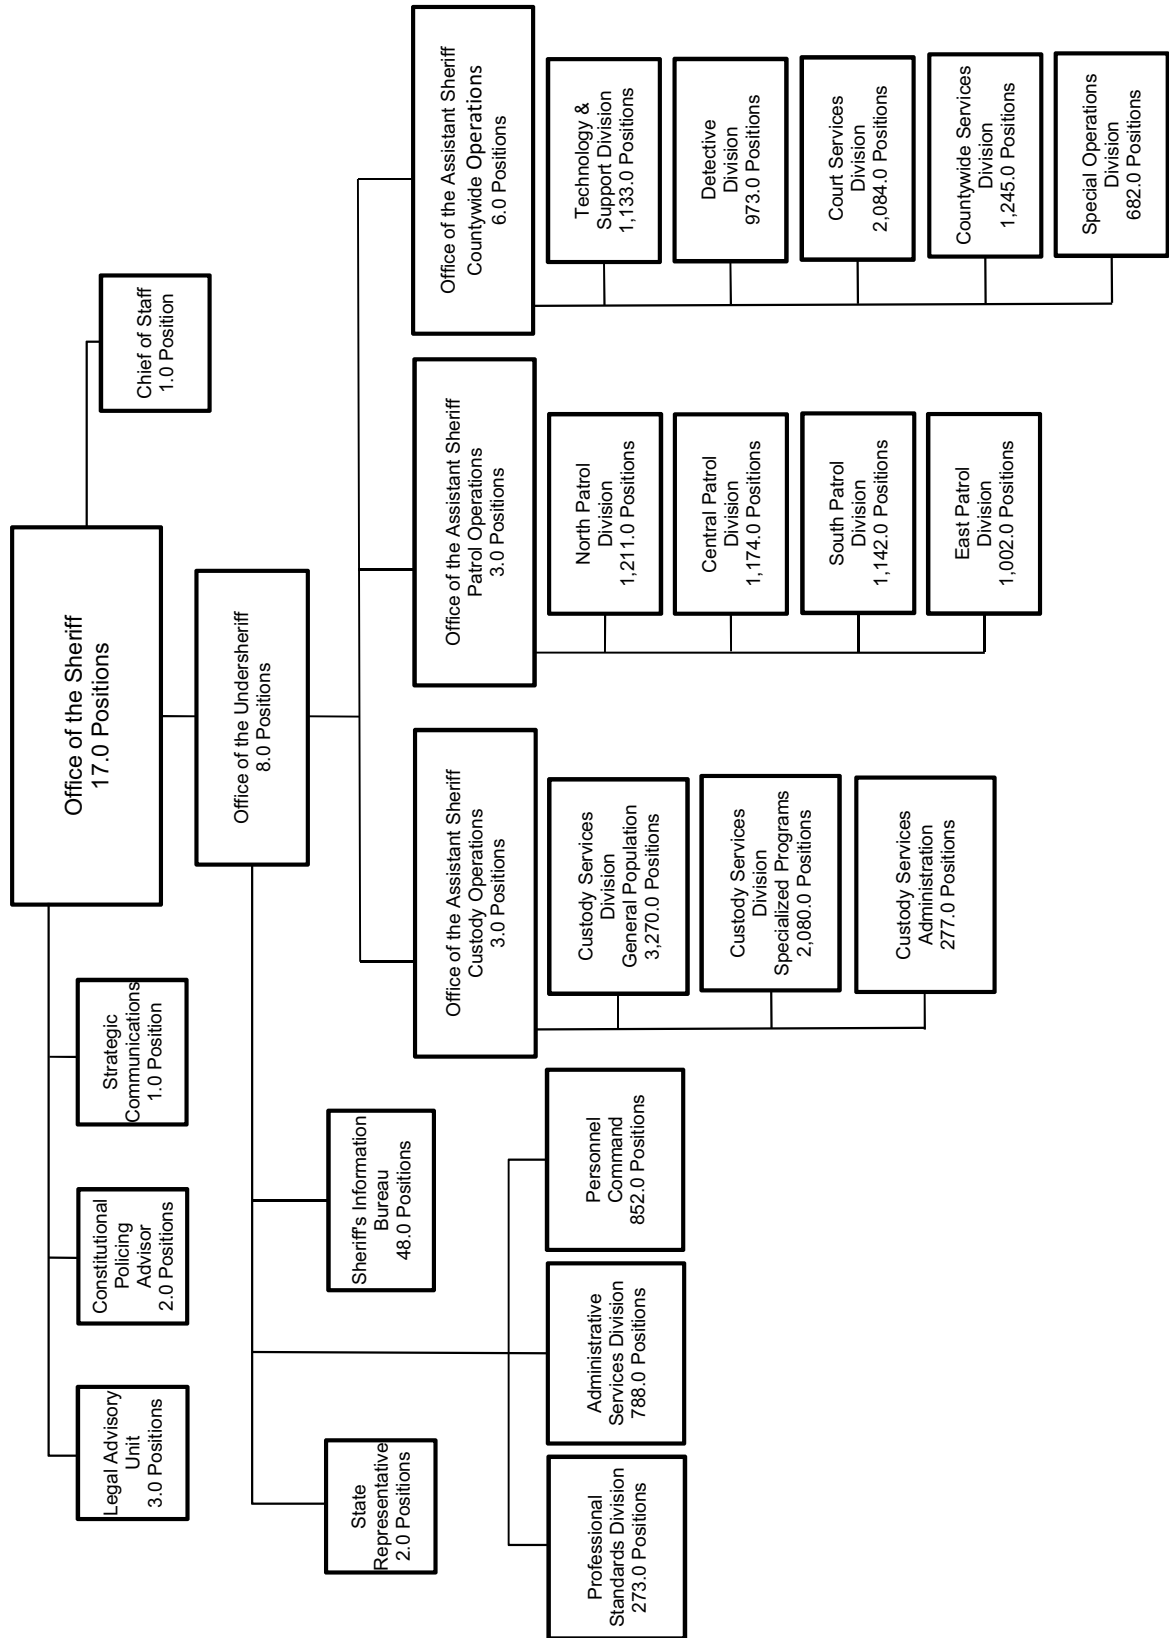 Office of the Sheriff
17.0 Positions
Chief of Staff
1.0 Position
Legal Advisory
Unit
3.0 Positions
Constitutional
Policing
Advisor
2.0 Positions
Strategic
Communications
1.0 Position
Office of the Undersheriff
8.0 Positions
State
Representative
2.0 Positions
Sheriff's Information
Bureau
48.0 Positions
Professional
Standards Division
273.0 Positions
Administrative
Services Division
788.0 Positions
Personnel
Command
852.0 Positions
Office of the Assistant Sheriff
Custody Operations
3.0 Positions
Custody Services
Division
General Population
3,270.0 Positions
Custody Services
Division
Specialized Programs
2,080.0 Positions
Custody Services
Administration
277.0 Positions
Office of the Assistant Sheriff
Patrol Operations
3.0 Positions
North Patrol
Division
1,211.0 Positions
Central Patrol
Division
1,174.0 Positions
South Patrol
Division
1,142.0 Positions
East Patrol
Division
1,002.0 Positions
Office of the Assistant Sheriff
Countywide Operations
6.0 Positions
Technology &
Support Division
1,133.0 Positions
Detective
Division
973.0 Positions
Court Services
Division
2,084.0 Positions
Countywide Services
Division
1,245.0 Positions
Special Operations
Division
682.0 Positions